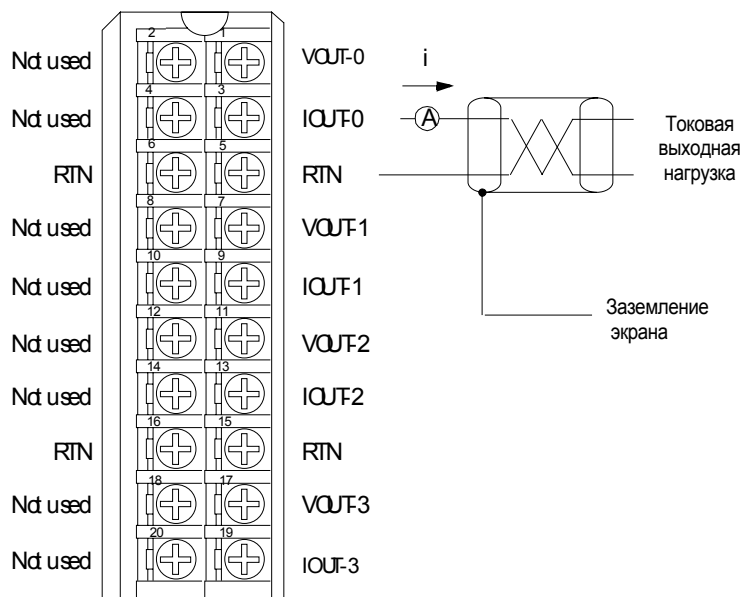 2 1
Not used VOUT-0 i
4 3
Not used IOUT-0 A Токовая
выходная
нагрузка
6 5
RTN RTN
8 7
Not used VOUT-1
10 9
Not used IOUT-1
Заземление
экрана
12 11
Not used VOUT-2
14 13
Not used IOUT-2
16 15
RTN RTN
18 17
Not used VOUT-3
20 19
Not used IOUT-3